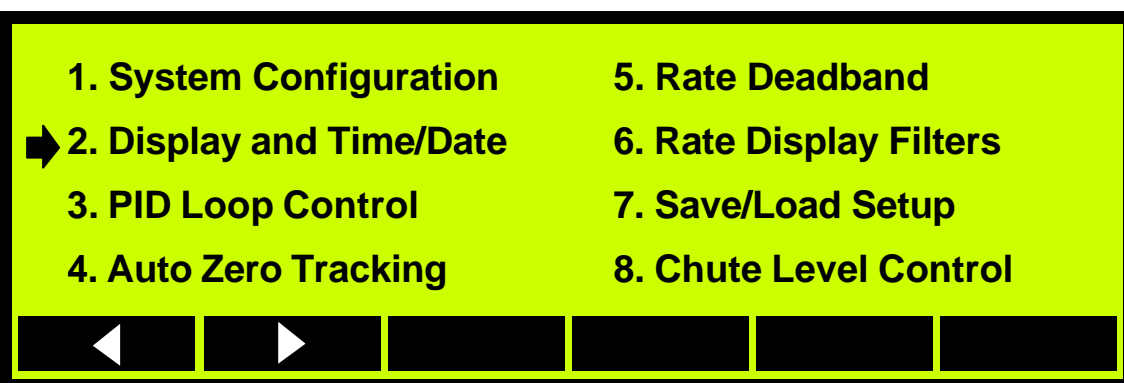 1. System Configuration
2. Display and Time/Date
3. PID Loop Control
4. Auto Zero Tracking
5. Rate Deadband
6. Rate Display Filters
7. Save/Load Setup
8. Chute Level Control